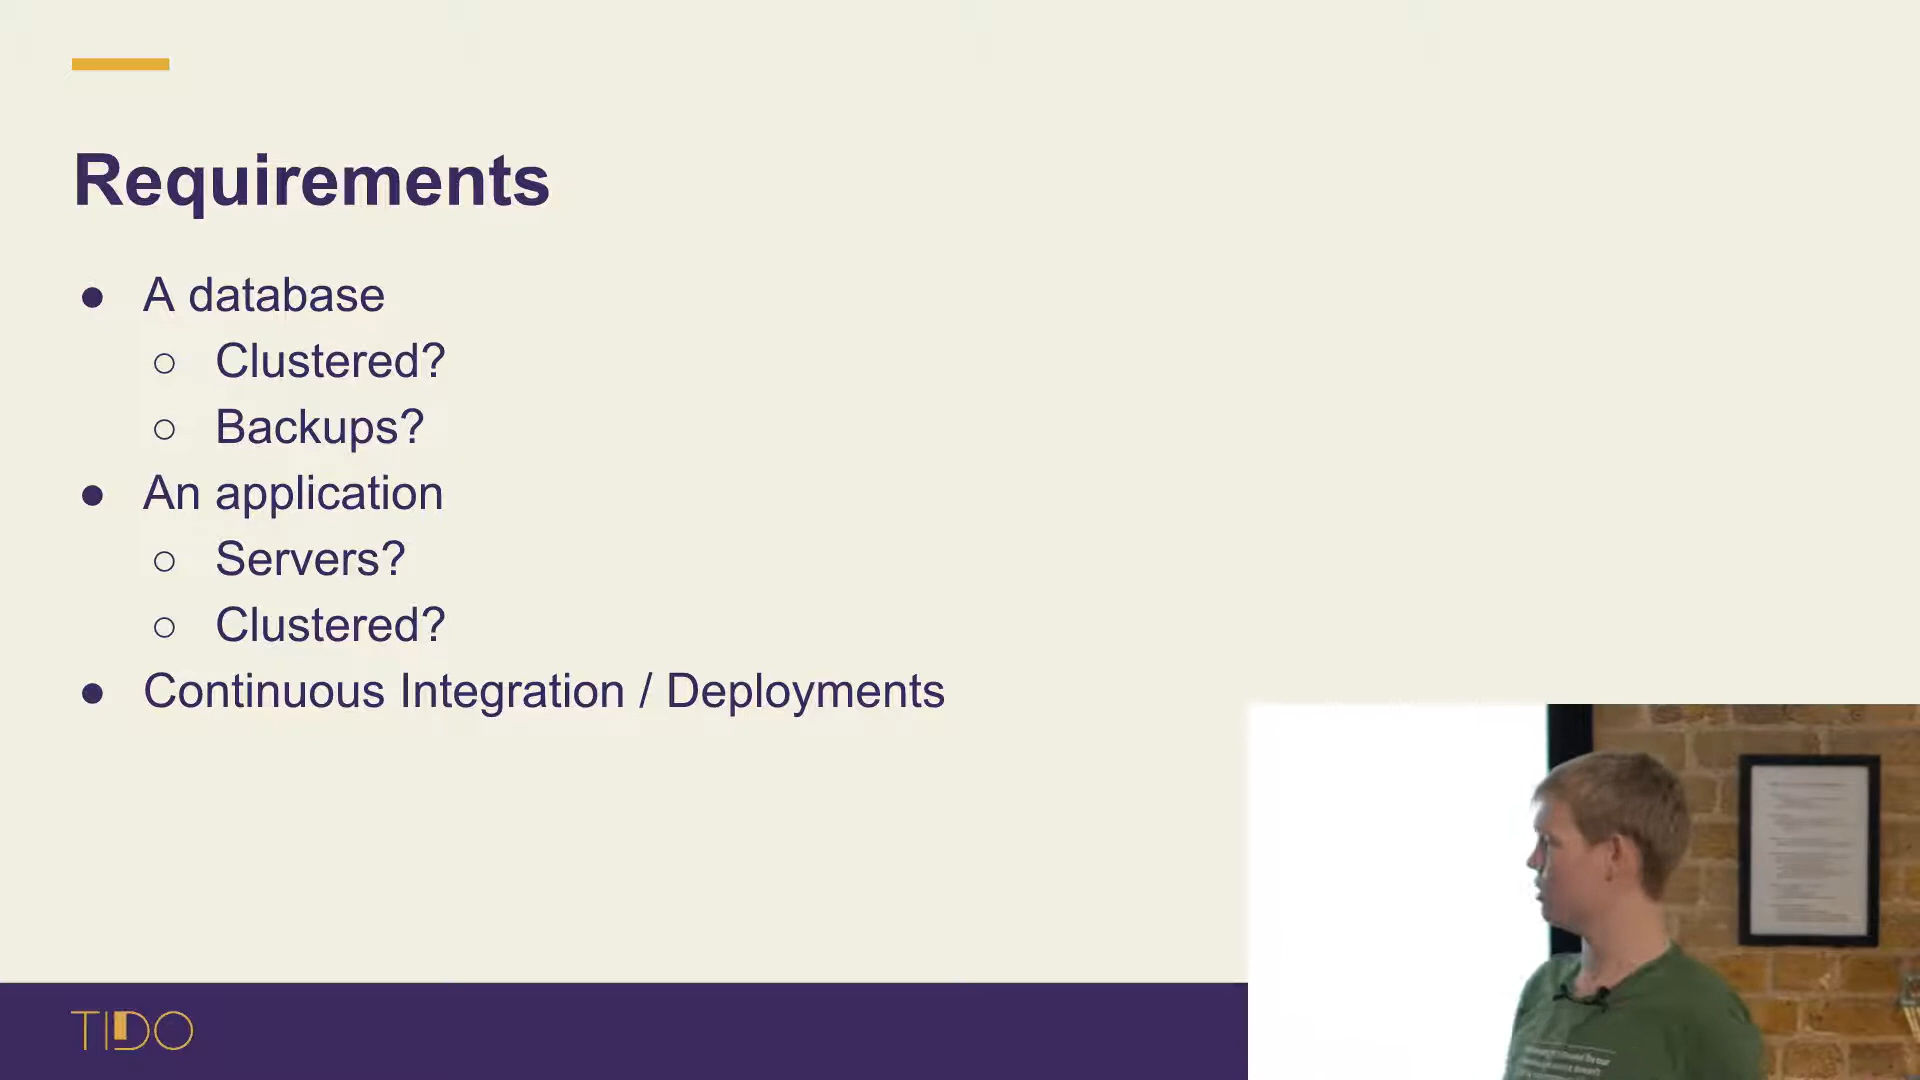 Requirements
● A database
○ Clustered?
○ Backups?
● An application
○ Servers?
○ Clustered?
● Continuous Integration / Deployments
TIDO